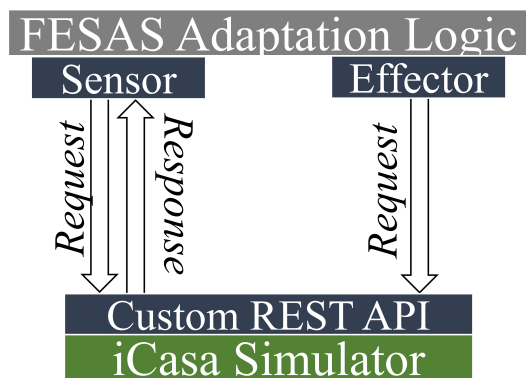 FESAS Adaptation Logic
Sensor
Effector
Request
Response
Request
Custom REST API
iCasa Simulator